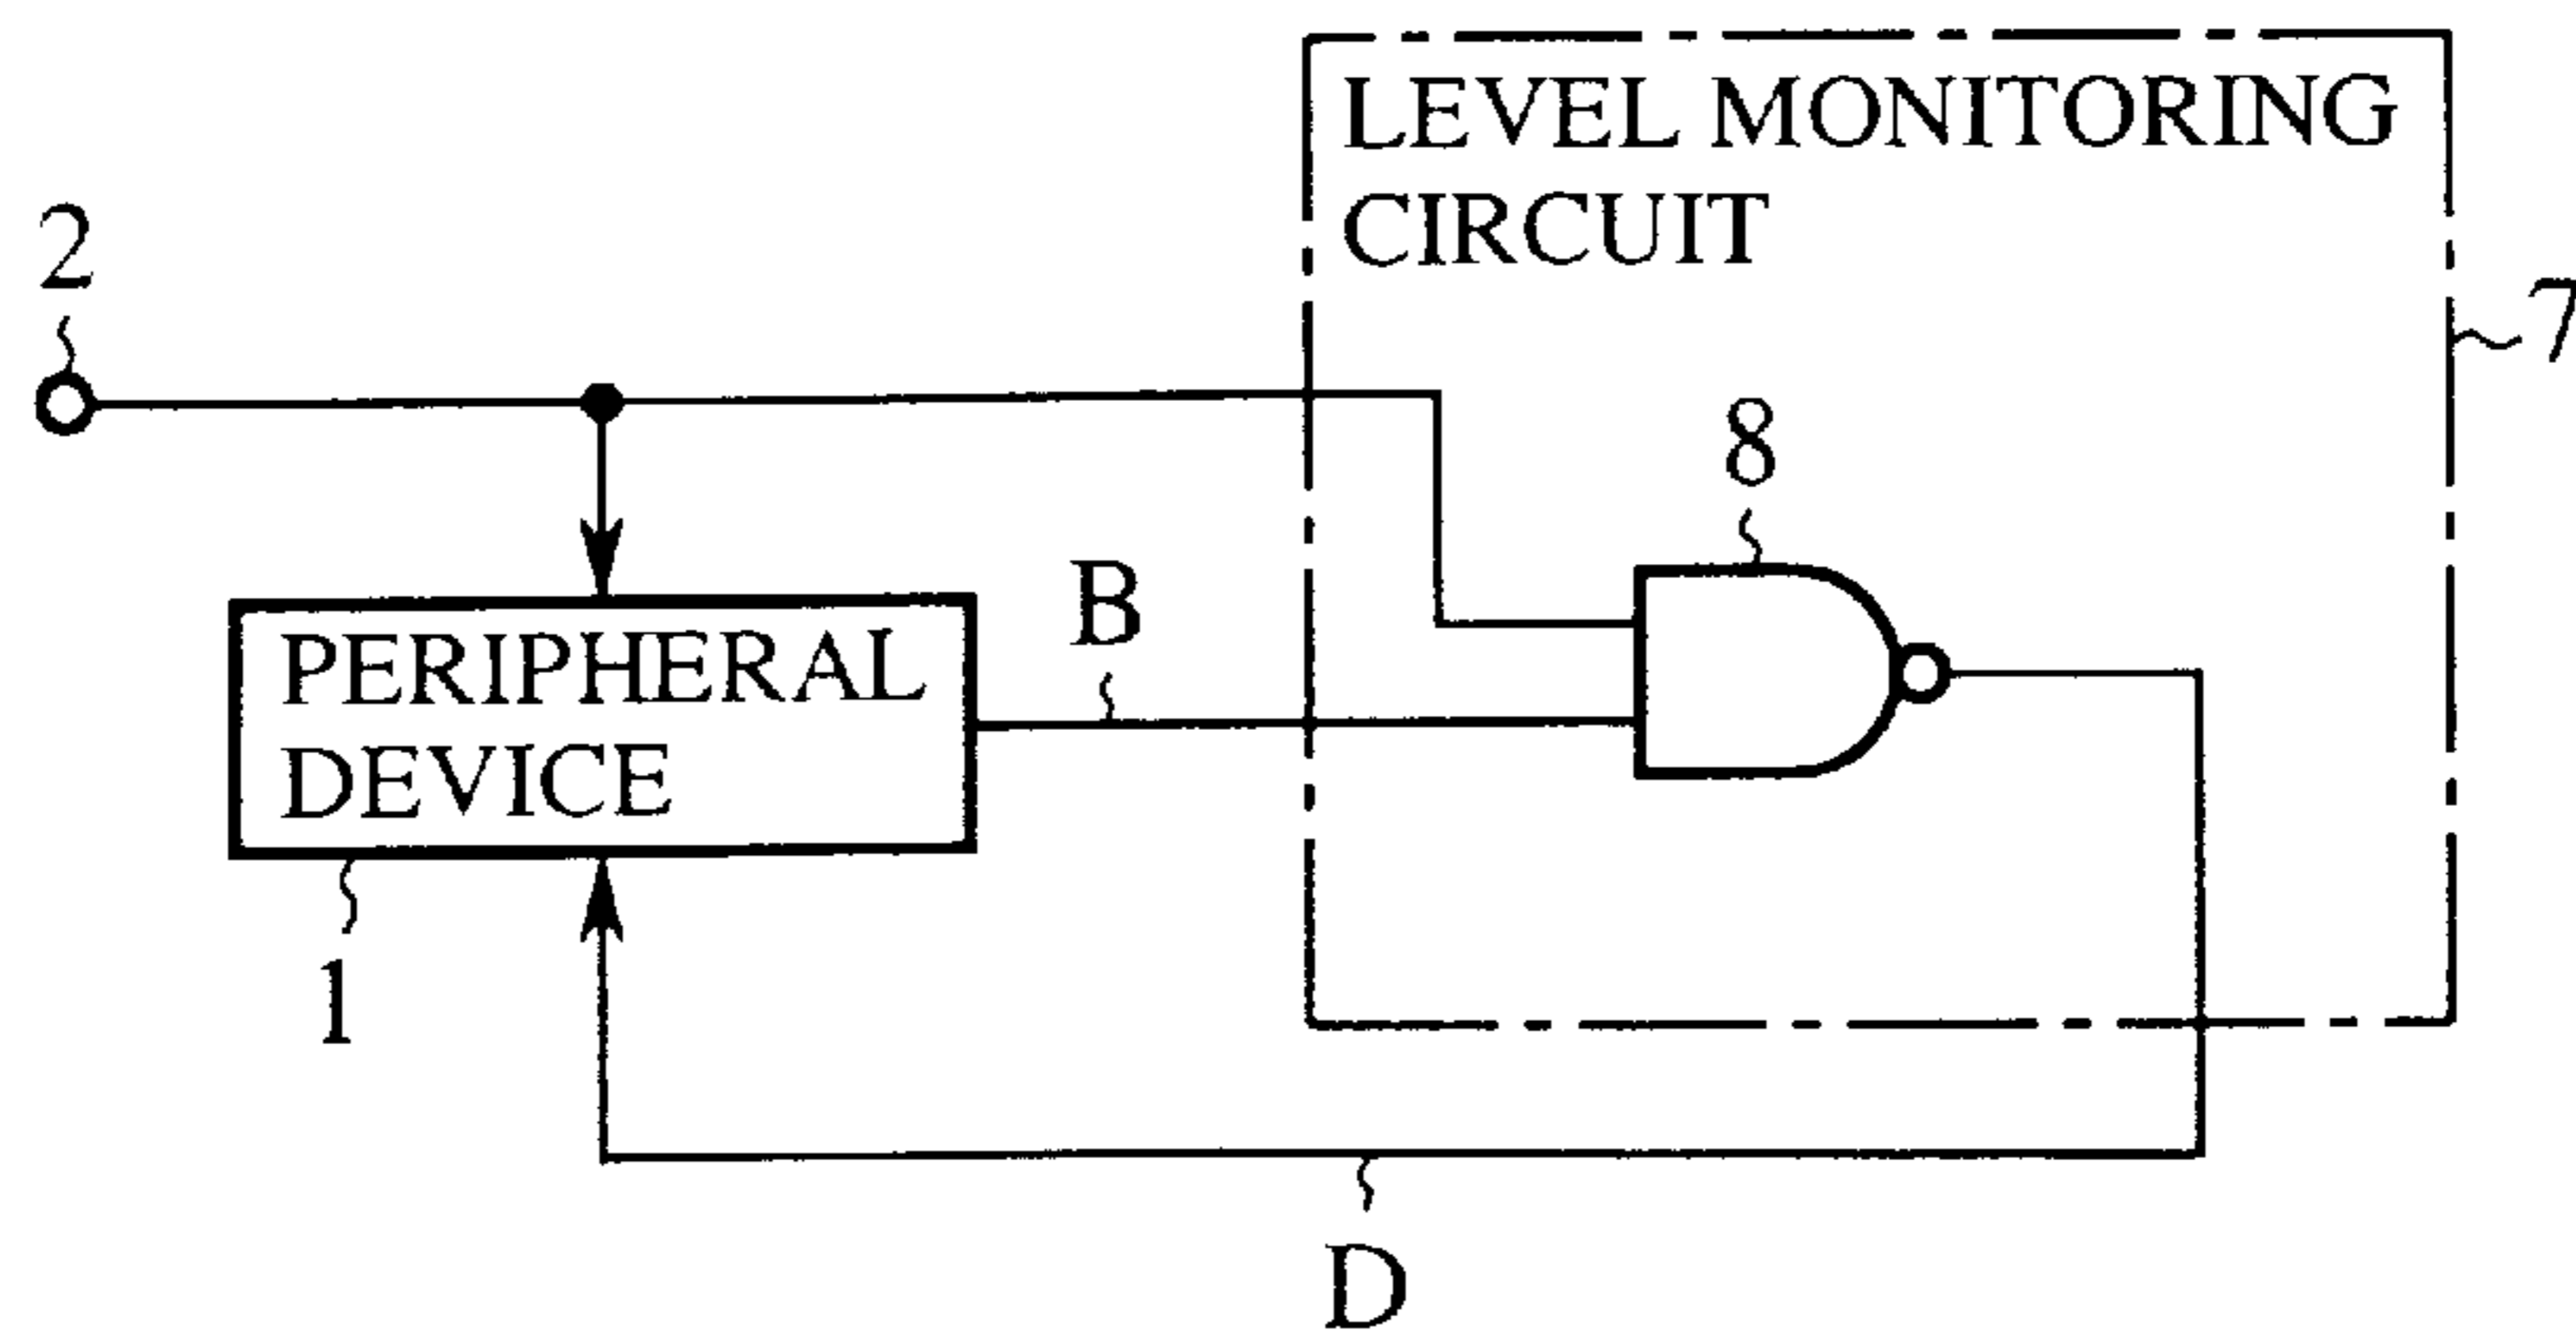 LEVEL MONITORING
CIRCUIT
2
7
8
B
PERIPHERAL
DEVICE
1
D